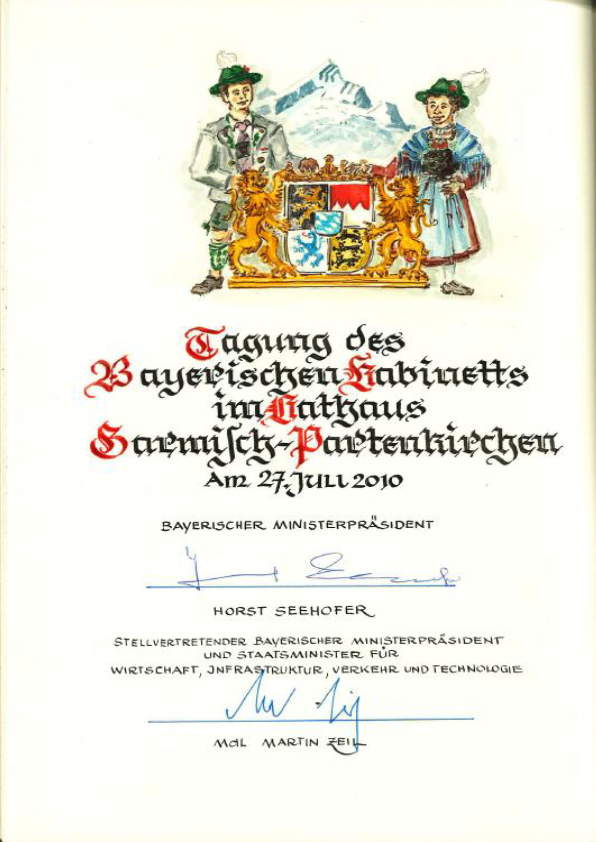 Tagung des
Bayerischen Kabinetts
im Rathaus
Garmisch-Partenkirchen
Am 27. Juli 2010
BAYERISCHER MINISTERPRÄSIDENT
HORST SEEHOFER
STELLVERTRETENDER BAYERISCHER MINISTERPRÄSIDENT
UND STAATSMINISTER FÜR
WIRTSCHAFT, INFRASTRUKTUR, VERKEHR UND TECHNOLOGIE
MdL MARTIN ZEIL